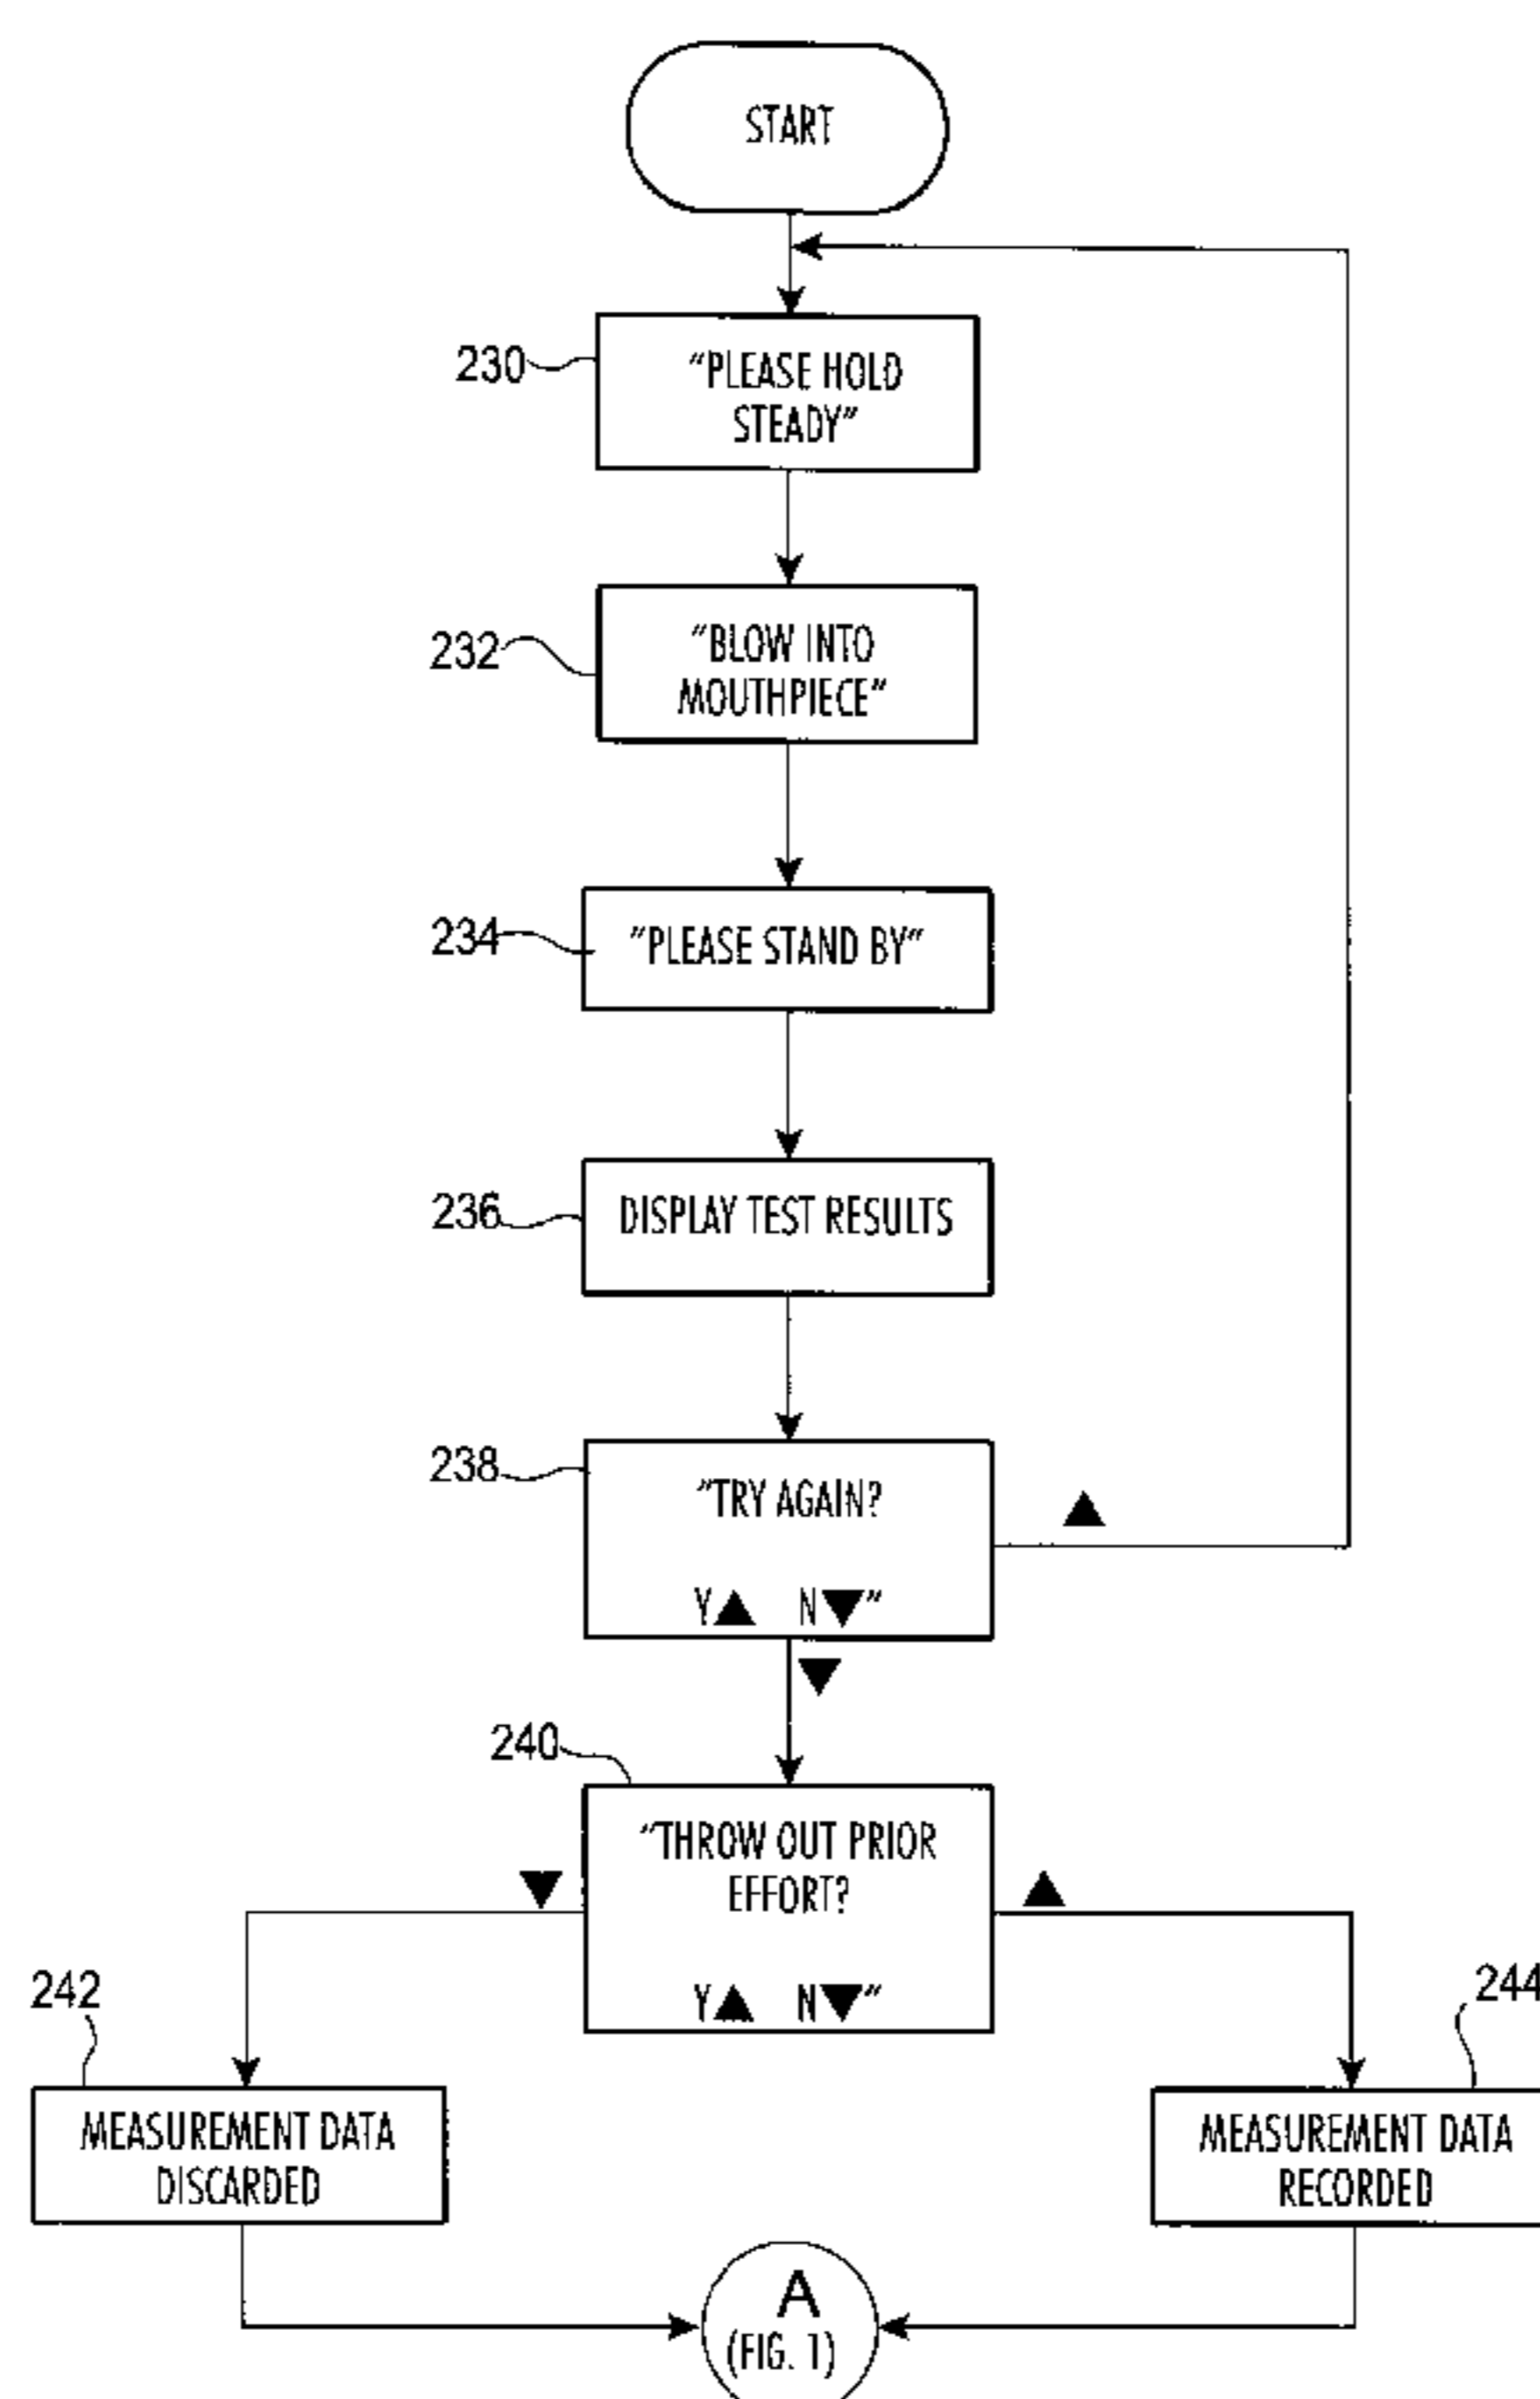 START
230
"PLEASE HOLD
STEADY"
232
"BLOW INTO
MOUTHPIECE"
234
"PLEASE STAND BY"
236
DISPLAY TEST RESULTS
238
"TRY AGAIN?
Y▲ N▼"
▲
▼
240
"THROW OUT PRIOR
EFFORT?
Y▲ N▼"
▼
▲
242
244
MEASUREMENT DATA
DISCARDED
MEASUREMENT DATA
RECORDED
A
(FIG. 1)